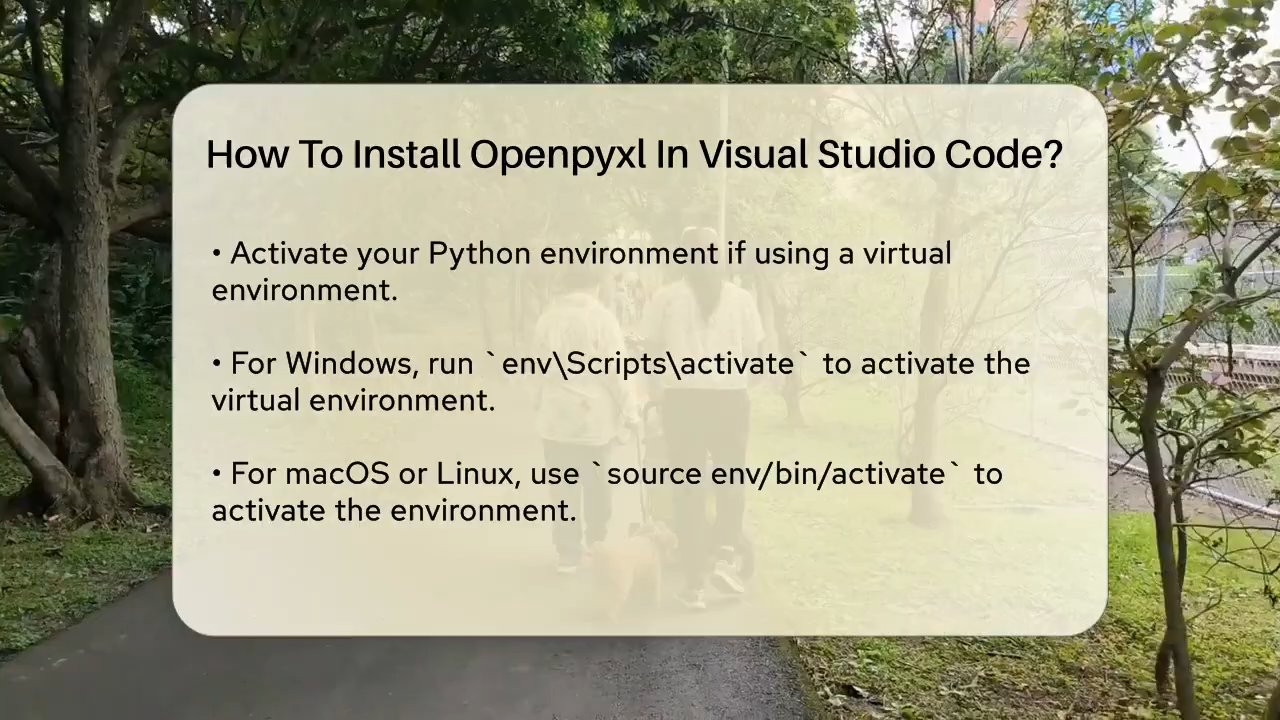 How To Install Openpyxl In Visual Studio Code?
• Activate your Python environment if using a virtual
environment.
• For Windows, run `env\Scripts\activate` to activate the
virtual environment.
• For macOS or Linux, use `source env/bin/activate` to
activate the environment.